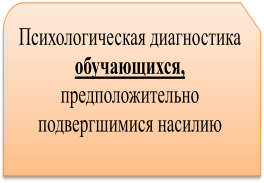 Психологическая диагностика
обучающихся,
предположительно
подвергшимися насилию